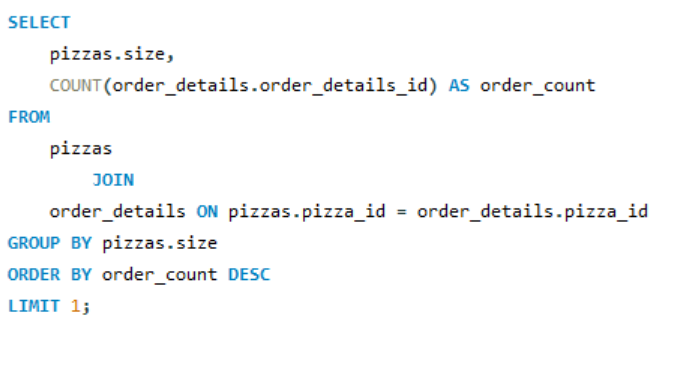 SELECT
pizzas.size,
COUNT(order_details.order_details_id) AS order_count
FROM
pizzas
JOIN
order_details ON pizzas.pizza_id = order_details.pizza_id
GROUP BY pizzas.size
ORDER BY order_count DESC
LIMIT 1;